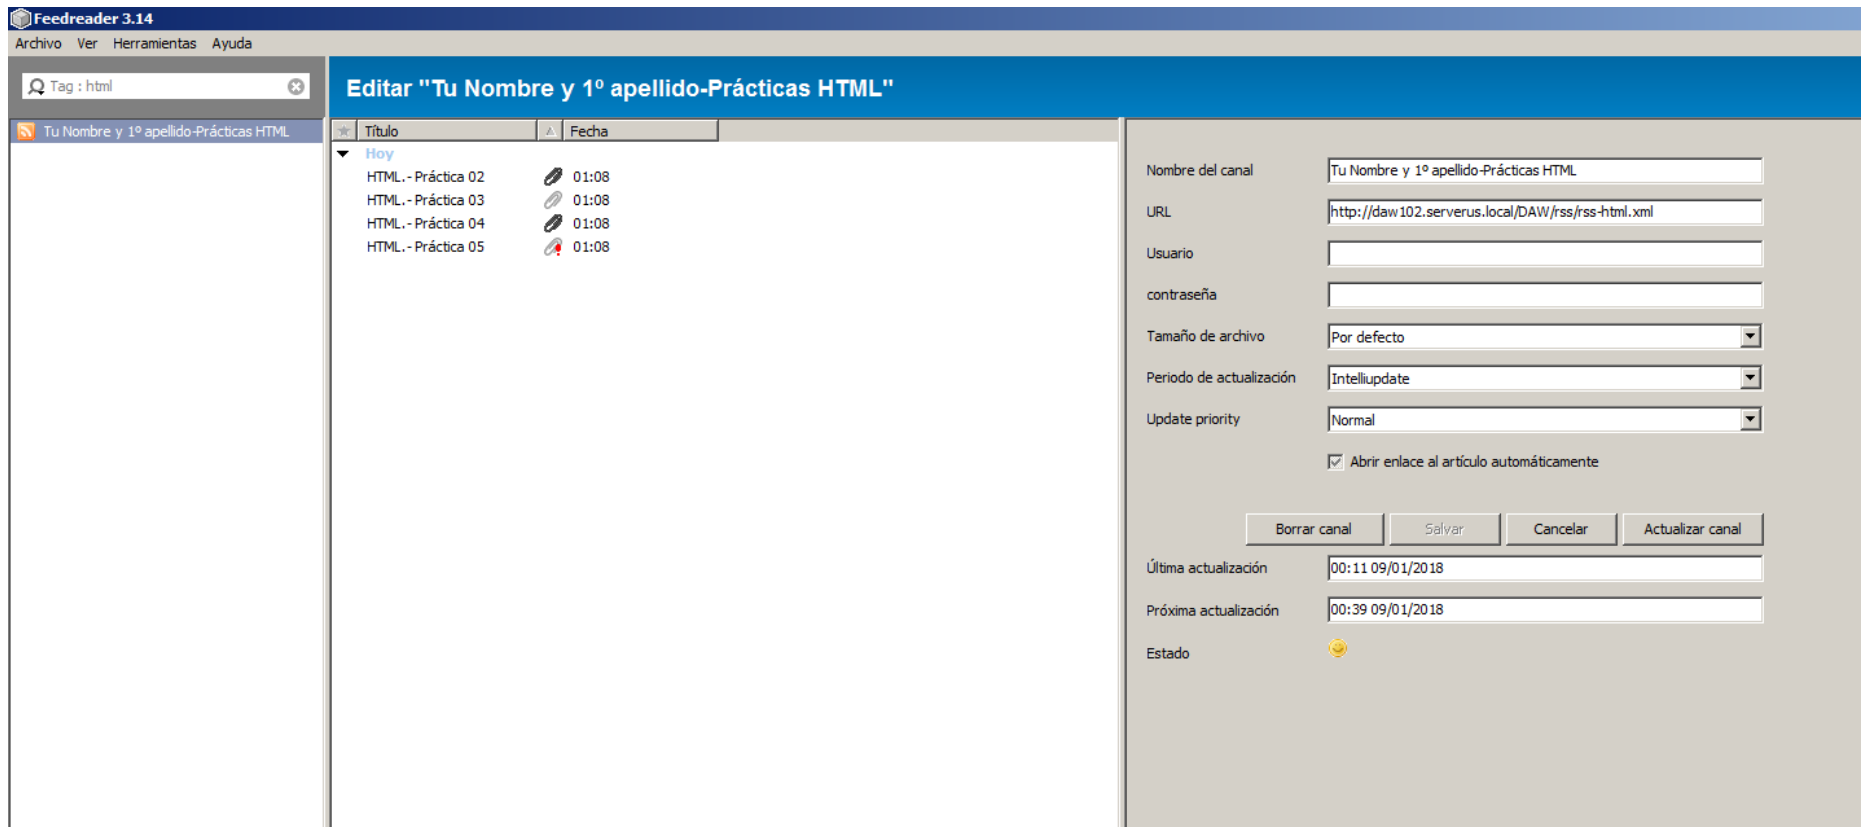 Feedreader 3.14
Archivo Ver Herramientas Ayuda
Tag : html
Editar "Tu Nombre y 1º apellido-Prácticas HTML"
Tu Nombre y 1º apellido-Prácticas HTML
Título Fecha
Hoy
HTML.- Práctica 02 01:08
HTML.- Práctica 03 01:08
HTML.- Práctica 04 01:08
HTML.- Práctica 05 01:08
Nombre del canal Tu Nombre y 1º apellido-Prácticas HTML
URL http://daw102.serverus.local/DAW/rss/rss-html.xml
Usuario
contraseña
Tamaño de archivo Por defecto
Periodo de actualización Intelliupdate
Update priority Normal
Abrir enlace al artículo automáticamente
Borrar canal Salvar Cancelar Actualizar canal
Última actualización 00:11 09/01/2018
Próxima actualización 00:39 09/01/2018
Estado